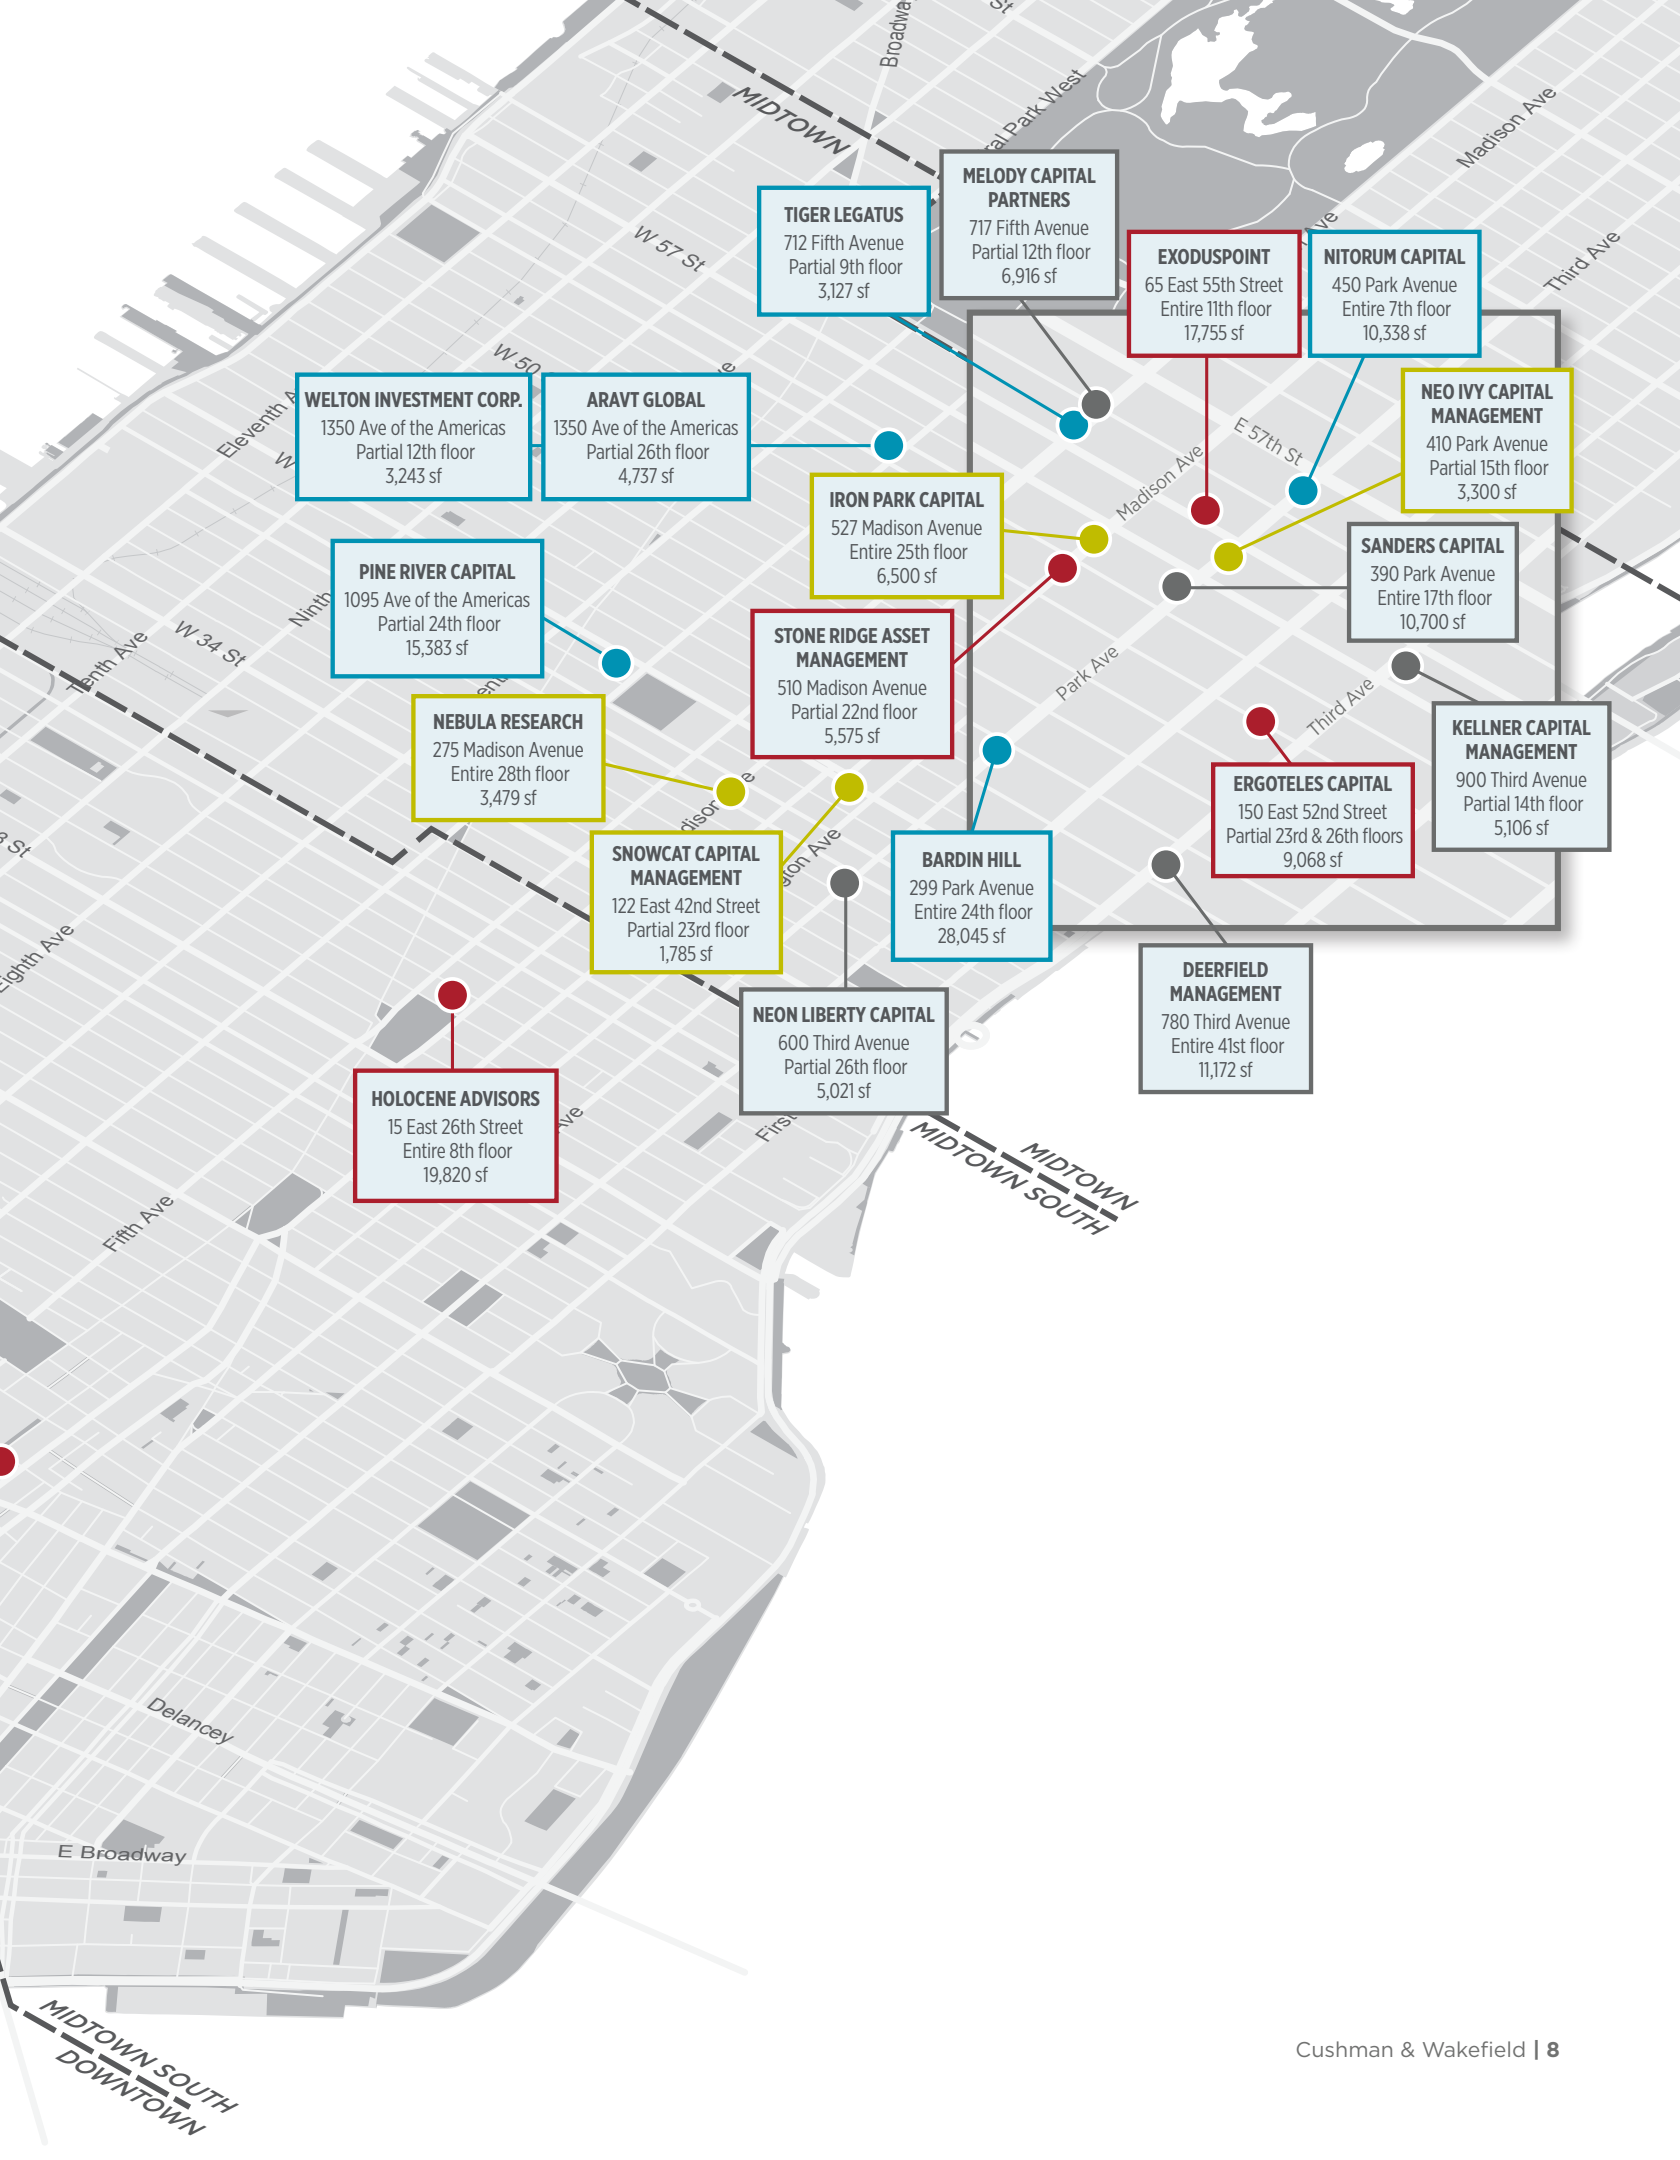 Broadwa
St
MIDTOWN
ral Park West
Madison Ave
Ave
Third Ave
W 57 St
MELODY CAPITAL
PARTNERS
717 Fifth Avenue
Partial 12th floor
6,916 sf
TIGER LEGATUS
712 Fifth Avenue
Partial 9th floor
3,127 sf
EXODUSPOINT
65 East 55th Street
Entire 11th floor
17,755 sf
NITORUM CAPITAL
450 Park Avenue
Entire 7th floor
10,338 sf
W 50
Eleventh A
W
WELTON INVESTMENT CORP.
1350 Ave of the Americas
Partial 12th floor
3,243 sf
ARAVT GLOBAL
1350 Ave of the Americas
Partial 26th floor
4,737 sf
NEO IVY CAPITAL
MANAGEMENT
410 Park Avenue
Partial 15th floor
3,300 sf
E 57th St
Madison Ave
IRON PARK CAPITAL
527 Madison Avenue
Entire 25th floor
6,500 sf
SANDERS CAPITAL
390 Park Avenue
Entire 17th floor
10,700 sf
PINE RIVER CAPITAL
1095 Ave of the Americas
Partial 24th floor
15,383 sf
Ninth
W 34 St
Tenth Ave
STONE RIDGE ASSET
MANAGEMENT
510 Madison Avenue
Partial 22nd floor
5,575 sf
Park Ave
Third Ave
NEBULA RESEARCH
275 Madison Avenue
Entire 28th floor
3,479 sf
KELLNER CAPITAL
MANAGEMENT
900 Third Avenue
Partial 14th floor
5,106 sf
ERGOTELES CAPITAL
150 East 52nd Street
Partial 23rd & 26th floors
9,068 sf
SNOWCAT CAPITAL
MANAGEMENT
122 East 42nd Street
Partial 23rd floor
1,785 sf
gton Ave
BARDIN HILL
299 Park Avenue
Entire 24th floor
28,045 sf
DEERFIELD
MANAGEMENT
780 Third Avenue
Entire 41st floor
11,172 sf
NEON LIBERTY CAPITAL
600 Third Avenue
Partial 26th floor
5,021 sf
Eighth Ave
HOLOCENE ADVISORS
15 East 26th Street
Entire 8th floor
19,820 sf
Ave
First
MIDTOWN
MIDTOWN SOUTH
Fifth Ave
Delancey
E Broadway
MIDTOWN SOUTH
DOWNTOWN
Cushman & Wakefield | 8